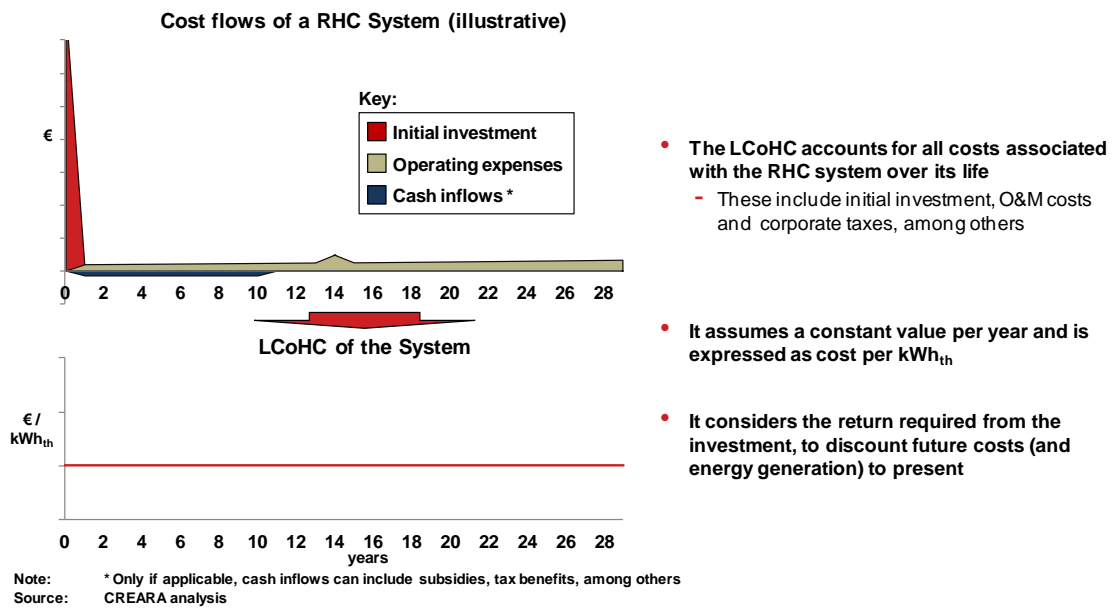 Cost flows of a RHC System (illustrative)
€
Key:
Initial investment
Operating expenses
Cash inflows *
0 2 4 6 8 10 12 14 16 18 20 22 24 26 28
LCoHC of the System
€ /
kWhth
0 2 4 6 8 10 12 14 16 18 20 22 24 26 28
years
• The LCoHC accounts for all costs associated
with the RHC system over its life
- These include initial investment, O&M costs
and corporate taxes, among others
• It assumes a constant value per year and is
expressed as cost per kWhth
• It considers the return required from the
investment, to discount future costs (and
energy generation) to present
Note: * Only if applicable, cash inflows can include subsidies, tax benefits, among others
Source: CREARA analysis